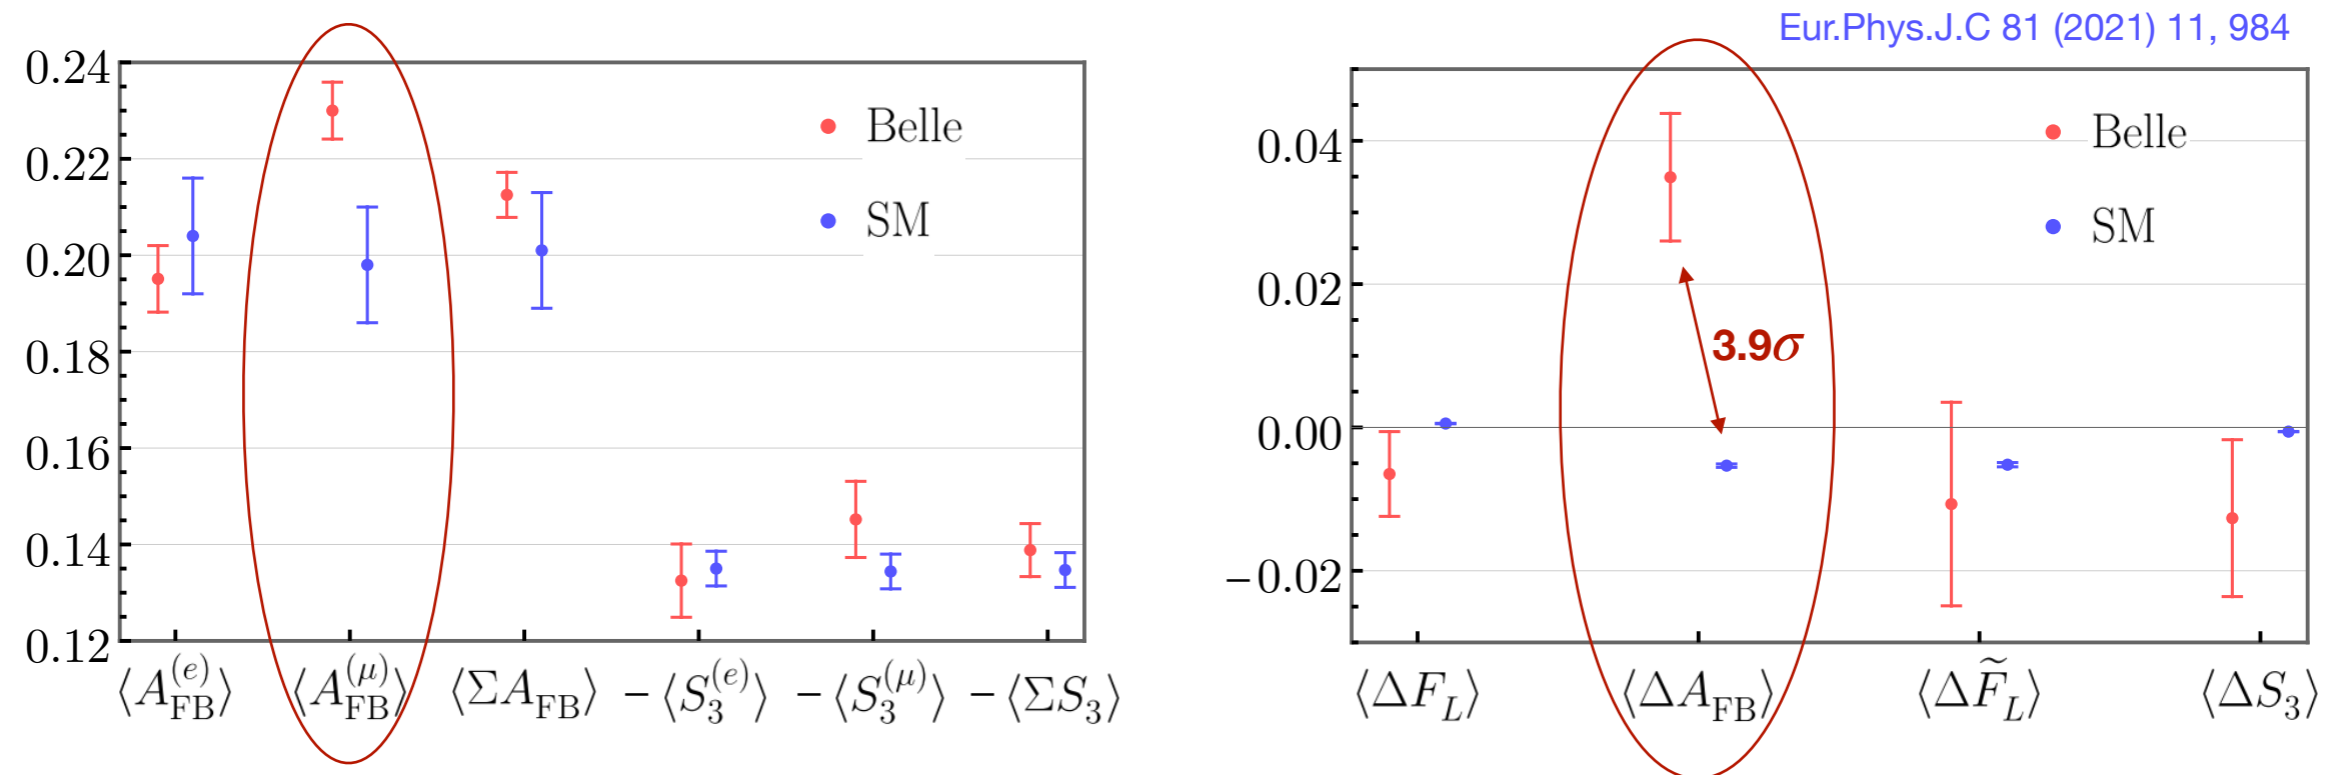 Eur.Phys.J.C 81 (2021) 11, 984
0.24
0.22
0.20
0.18
0.16
0.14
0.12
Belle
SM
⟨A_FB^(e)⟩ ⟨A_FB^(μ)⟩ ⟨ΣA_FB⟩ −⟨S_3^(e)⟩ −⟨S_3^(μ)⟩ −⟨ΣS_3⟩
0.04
0.02
0.00
−0.02
Belle
SM
3.9σ
⟨ΔF_L⟩ ⟨ΔA_FB⟩ ⟨ΔF̃_L⟩ ⟨ΔS_3⟩